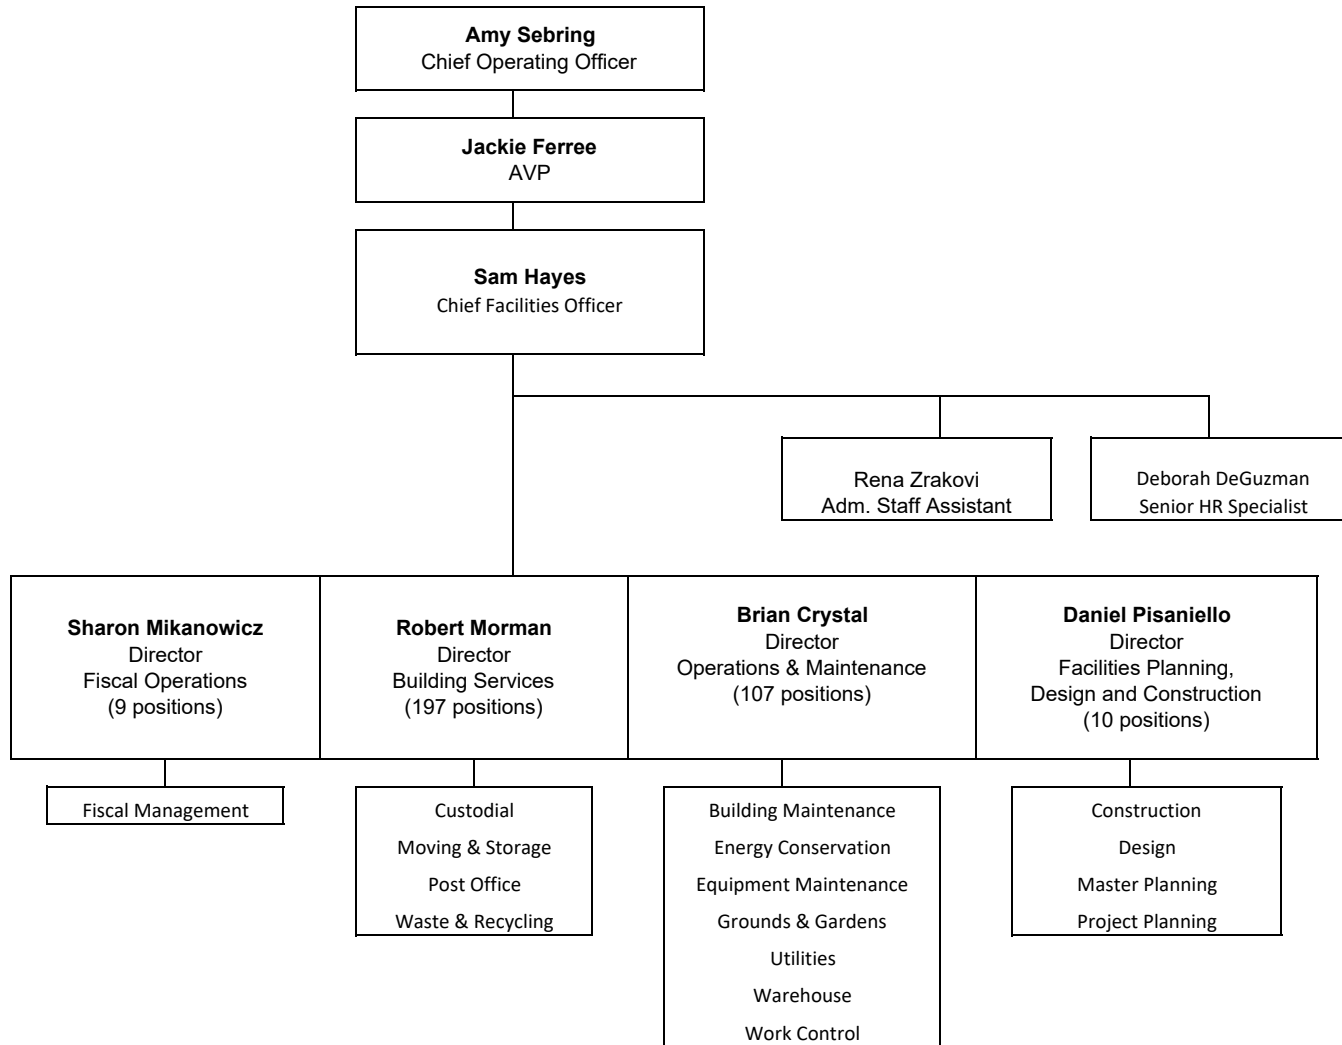 Amy Sebring
Chief Operating Officer
Jackie Ferree
AVP
Sam Hayes
Chief Facilities Officer
Rena Zrakovi
Adm. Staff Assistant
Deborah DeGuzman
Senior HR Specialist
Sharon Mikanowicz
Director
Fiscal Operations
(9 positions)
Robert Morman
Director
Building Services
(197 positions)
Brian Crystal
Director
Operations & Maintenance
(107 positions)
Daniel Pisaniello
Director
Facilities Planning,
Design and Construction
(10 positions)
Fiscal Management
Custodial
Moving & Storage
Post Office
Waste & Recycling
Building Maintenance
Energy Conservation
Equipment Maintenance
Grounds & Gardens
Utilities
Warehouse
Work Control
Construction
Design
Master Planning
Project Planning